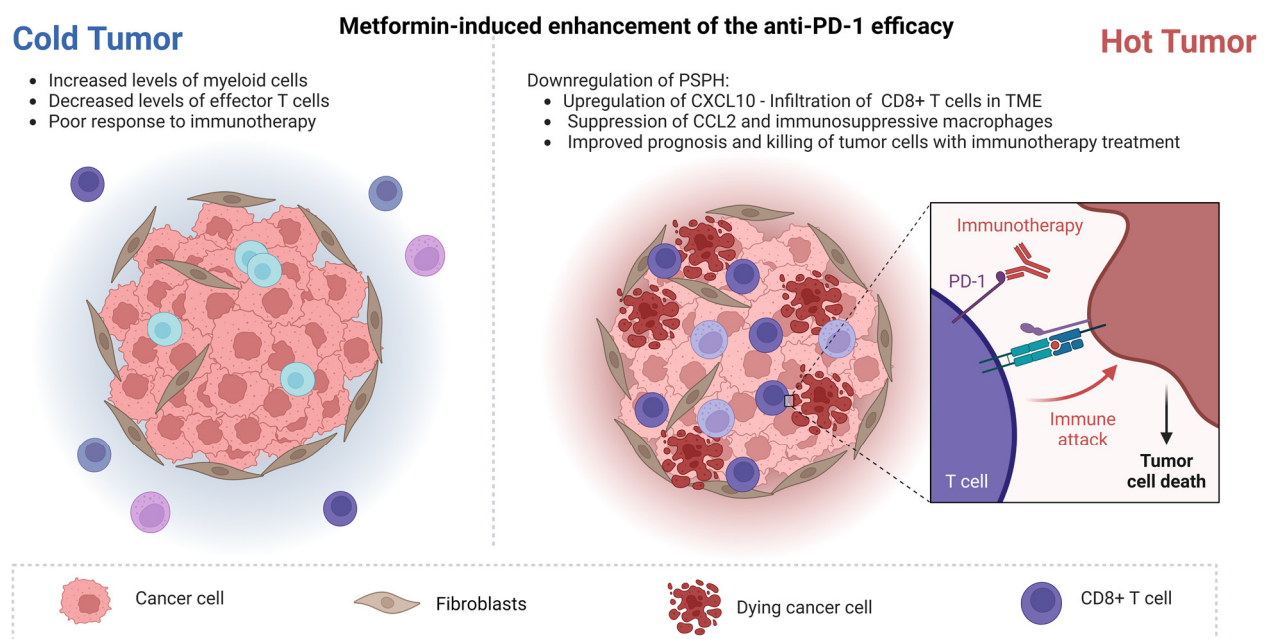 Metformin-induced enhancement of the anti-PD-1 efficacy
Cold Tumor
• Increased levels of myeloid cells
• Decreased levels of effector T cells
• Poor response to immunotherapy
Hot Tumor
Downregulation of PSPH:
• Upregulation of CXCL10 - Infiltration of CD8+ T cells in TME
• Suppression of CCL2 and immunosuppressive macrophages
• Improved prognosis and killing of tumor cells with immunotherapy treatment
Immunotherapy
PD-1
Immune
attack
T cell
Tumor
cell death
Cancer cell
Fibroblasts
Dying cancer cell
CD8+ T cell